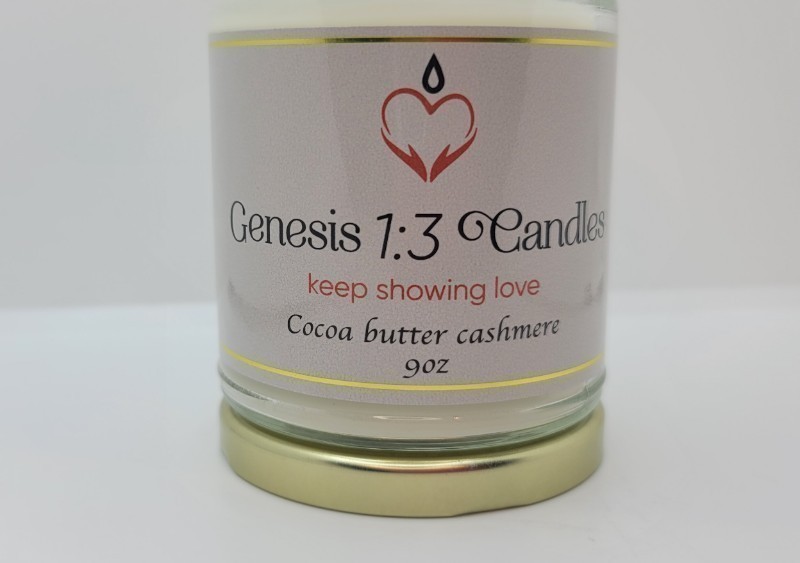 Genesis 1:3 Candles
keep showing love
Cocoa butter cashmere
9oz